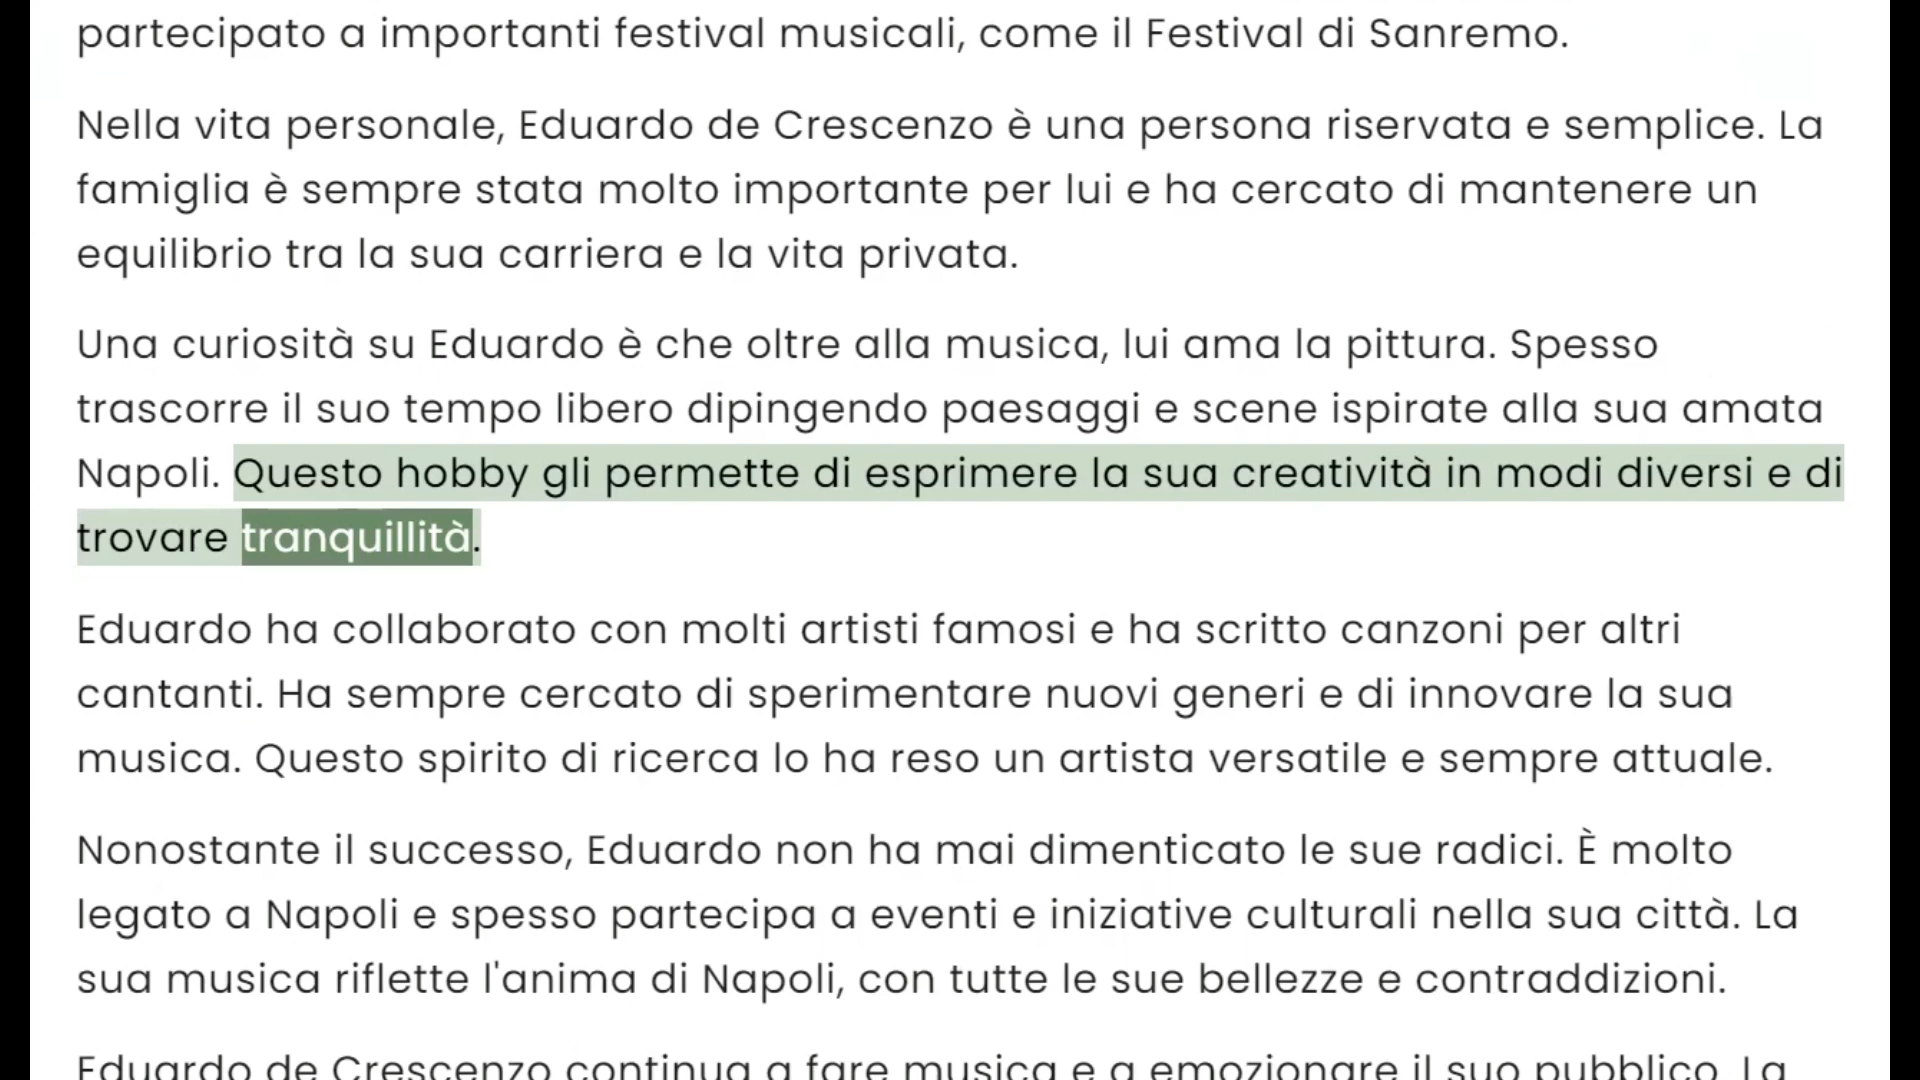 partecipato a importanti festival musicali, come il Festival di Sanremo.
Nella vita personale, Eduardo de Crescenzo è una persona riservata e semplice. La
famiglia è sempre stata molto importante per lui e ha cercato di mantenere un
equilibrio tra la sua carriera e la vita privata.
Una curiosità su Eduardo è che oltre alla musica, lui ama la pittura. Spesso
trascorre il suo tempo libero dipingendo paesaggi e scene ispirate alla sua amata
Napoli. Questo hobby gli permette di esprimere la sua creatività in modi diversi e di
trovare tranquillità.
Eduardo ha collaborato con molti artisti famosi e ha scritto canzoni per altri
cantanti. Ha sempre cercato di sperimentare nuovi generi e di innovare la sua
musica. Questo spirito di ricerca lo ha reso un artista versatile e sempre attuale.
Nonostante il successo, Eduardo non ha mai dimenticato le sue radici. È molto
legato a Napoli e spesso partecipa a eventi e iniziative culturali nella sua città. La
sua musica riflette l'anima di Napoli, con tutte le sue bellezze e contraddizioni.
Eduardo de Crescenzo continua a fare musica e a emozionare il suo pubblico. La